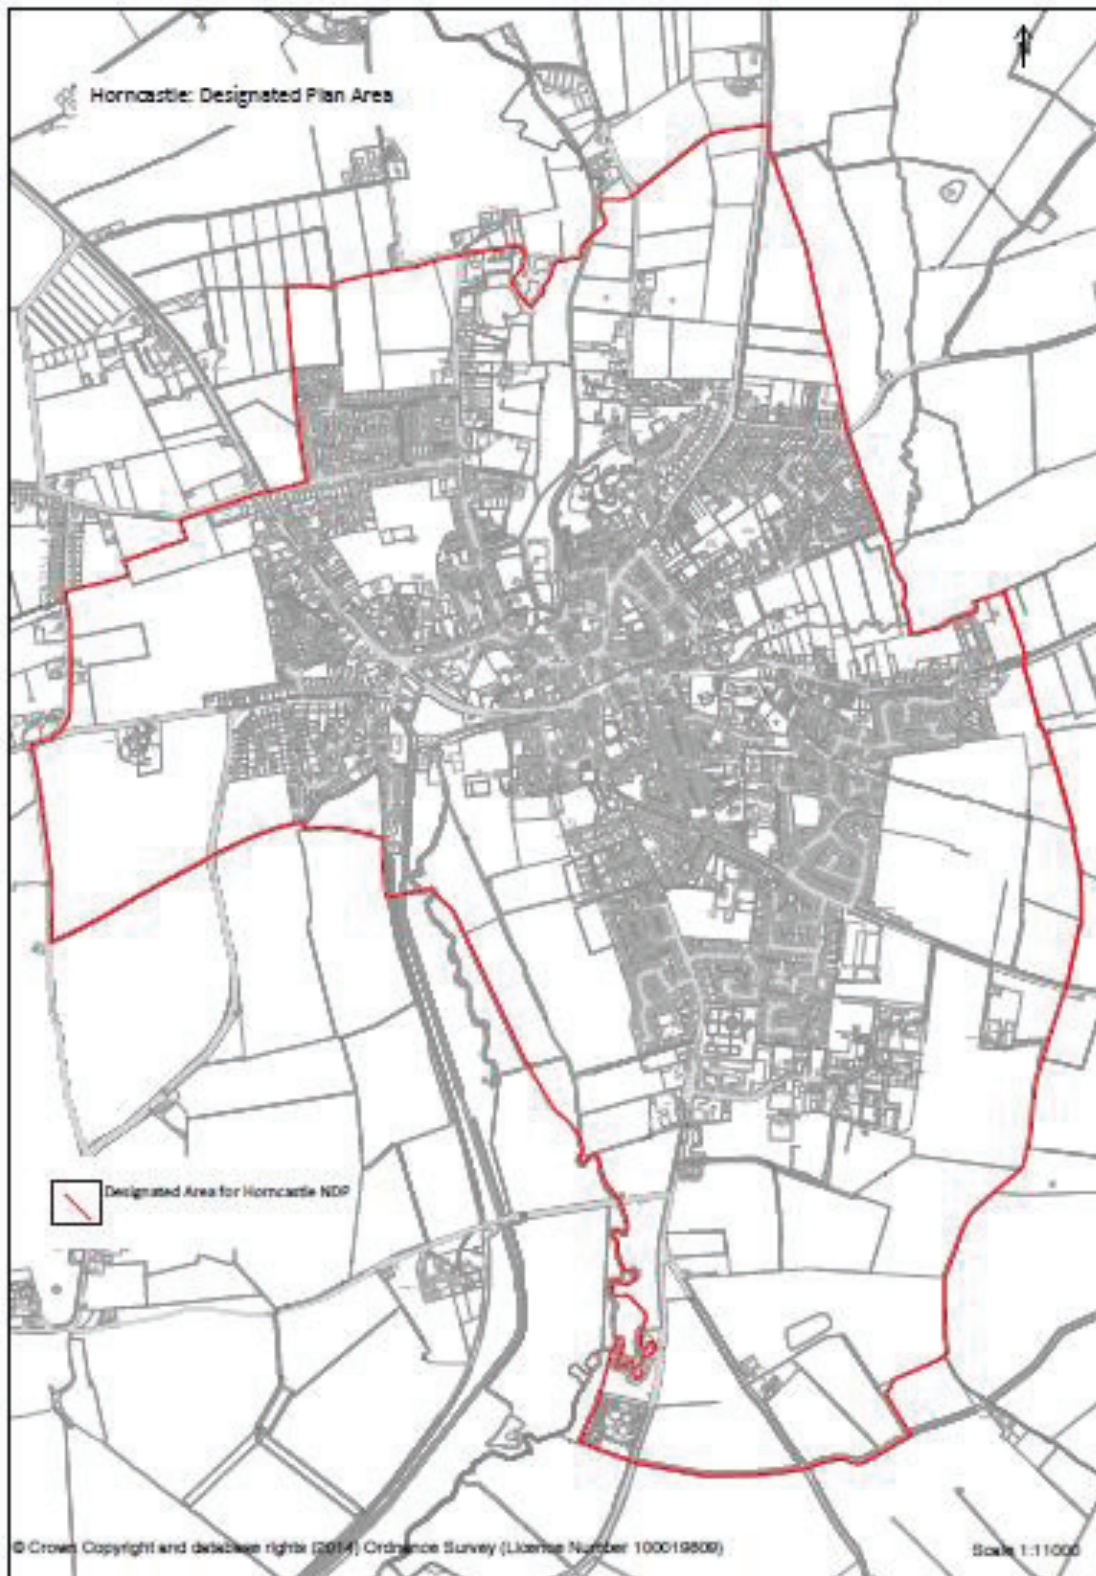 Horncastle: Designated Plan Area
Designated Area for Horncastle NDP
© Crown Copyright and database rights (2014) Ordnance Survey (Licence Number 100019809)
Scale 1:11000